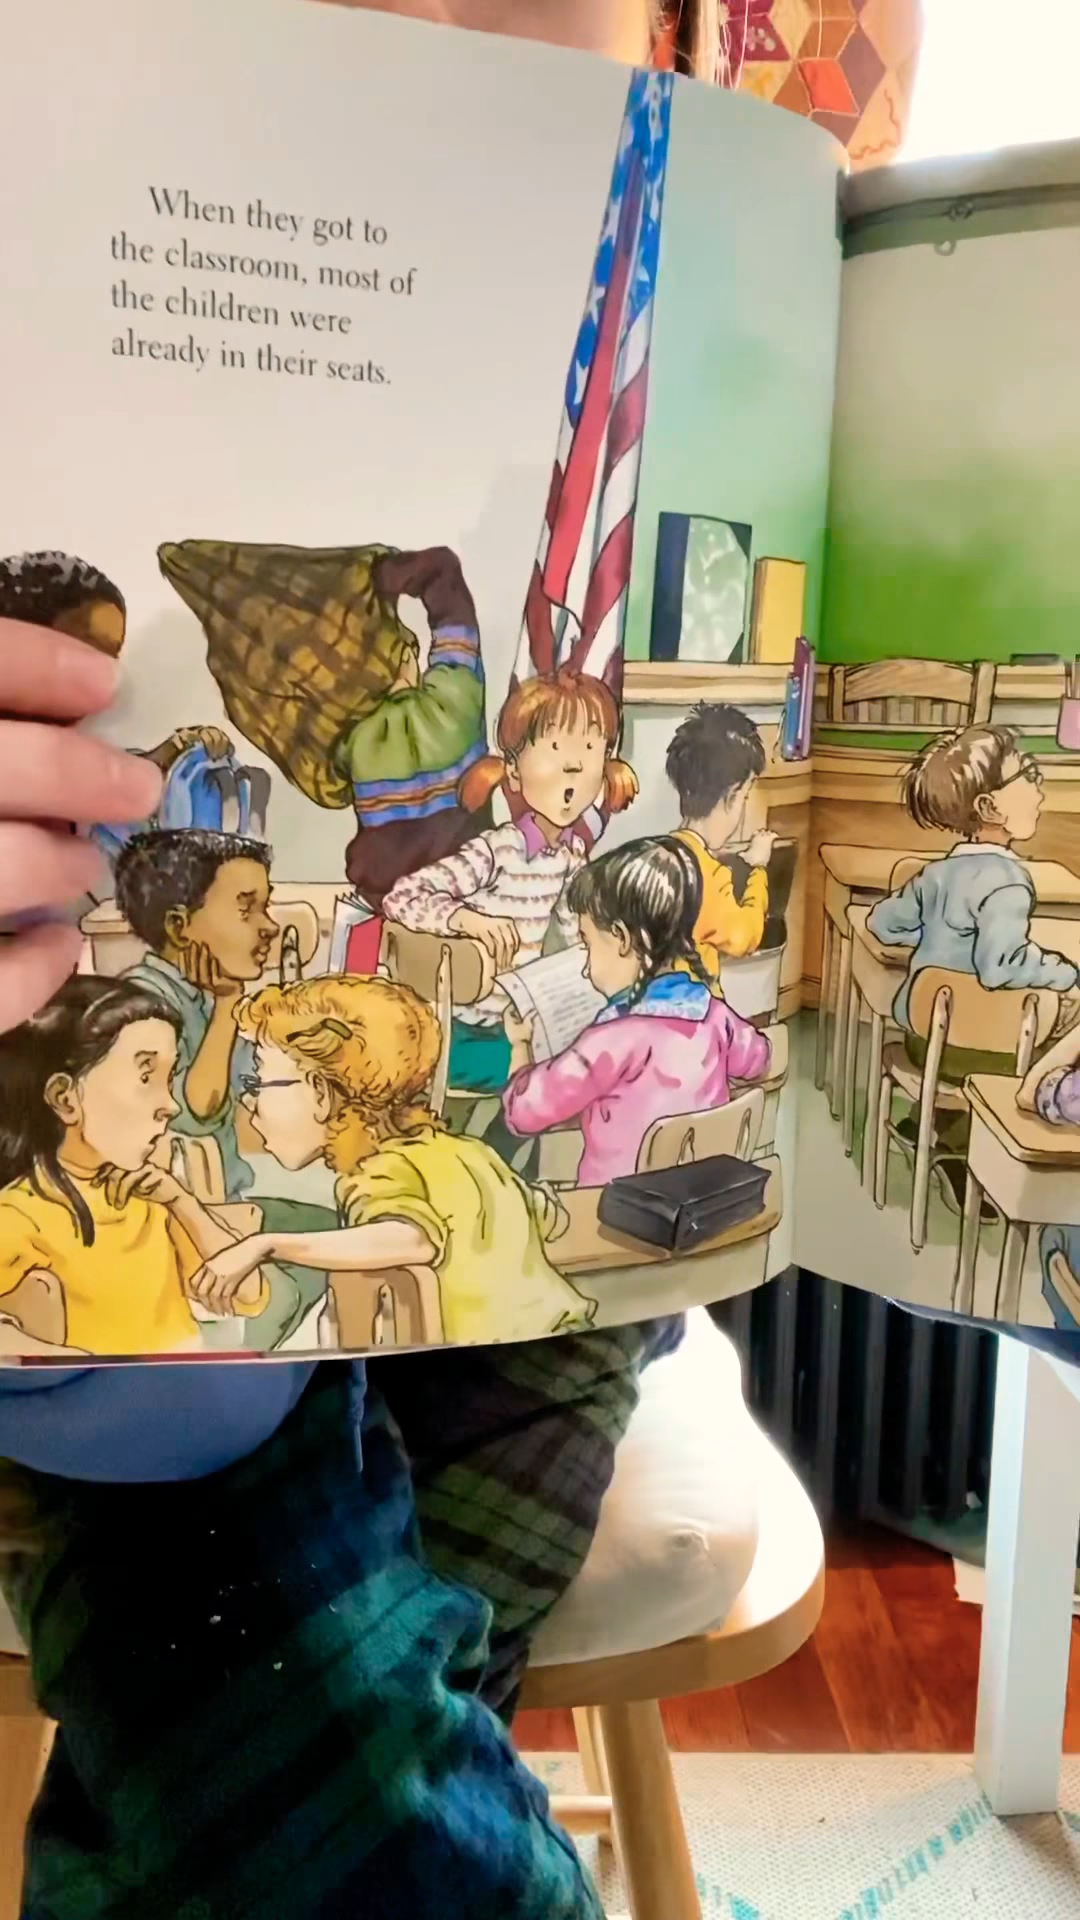 When they got to
the classroom, most of
the children were
already in their seats.